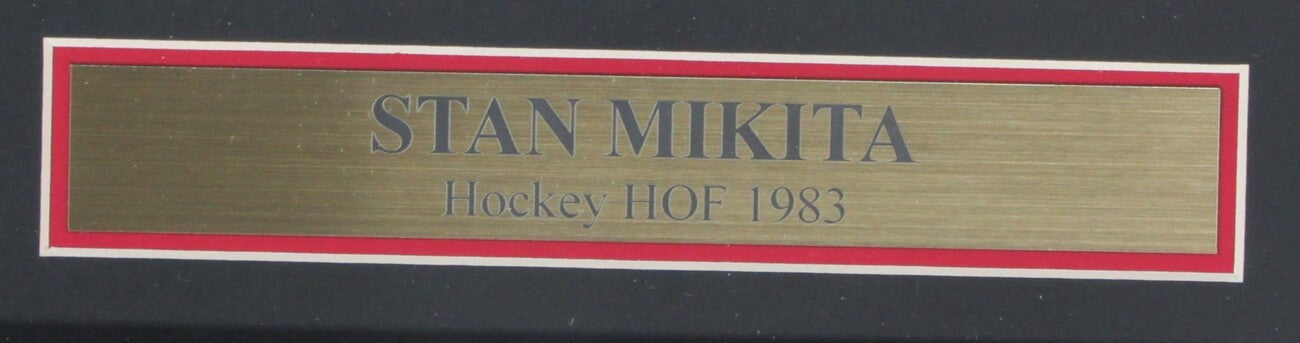 STAN MIKITA
Hockey HOF 1983